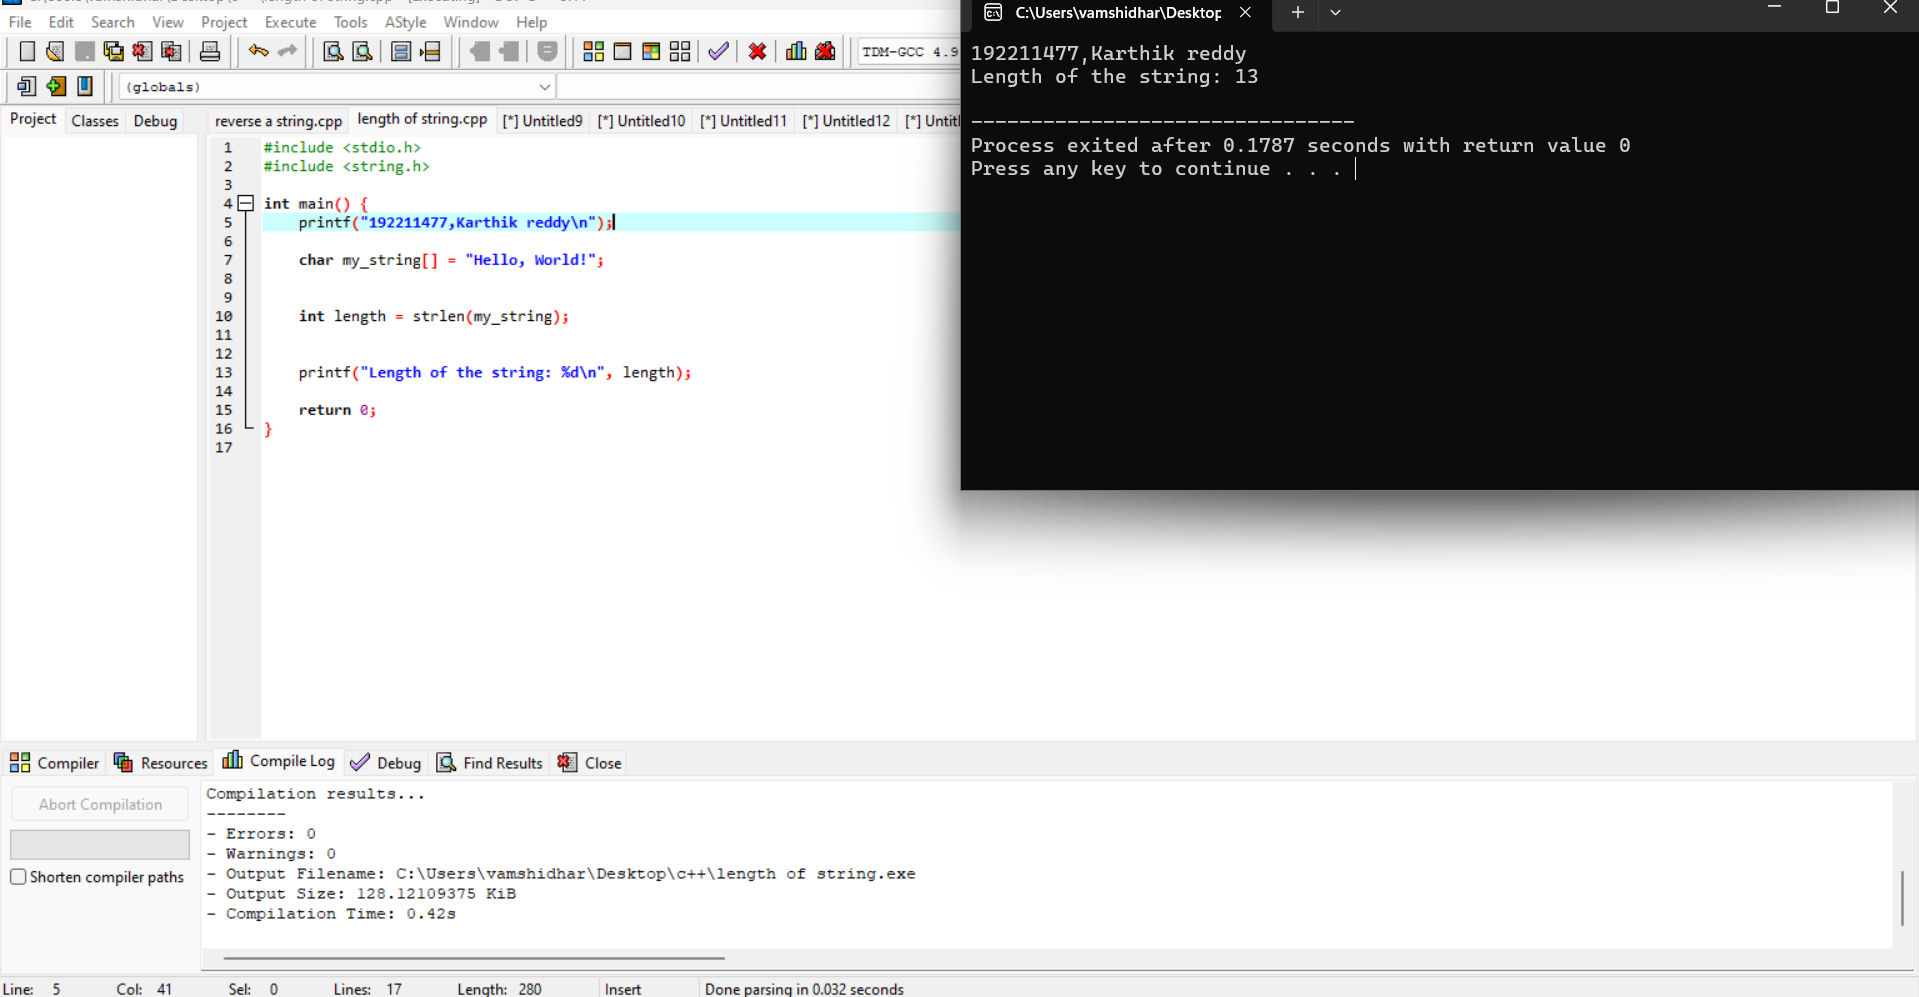 File Edit Search View Project Execute Tools AStyle Window Help
TDM-GCC 4.9
(globals)
Project Classes Debug
reverse a string.cpp length of string.cpp [*] Untitled9 [*] Untitled10 [*] Untitled11 [*] Untitled12 [*] Untitl
1 #include <stdio.h>
2 #include <string.h>
3
4 int main() {
5 printf("192211477,Karthik reddy\n");
6
7 char my_string[] = "Hello, World!";
8
9
10 int length = strlen(my_string);
11
12
13 printf("Length of the string: %d\n", length);
14
15 return 0;
16 }
17
C:\Users\vamshidhar\Desktop
192211477,Karthik reddy
Length of the string: 13
--------------------------------
Process exited after 0.1787 seconds with return value 0
Press any key to continue . . .
Compiler Resources Compile Log Debug Find Results Close
Abort Compilation
Shorten compiler paths
Compilation results...
--------
- Errors: 0
- Warnings: 0
- Output Filename: C:\Users\vamshidhar\Desktop\c++\length of string.exe
- Output Size: 128.12109375 KiB
- Compilation Time: 0.42s
Line: 5 Col: 41 Sel: 0 Lines: 17 Length: 280 Insert Done parsing in 0.032 seconds